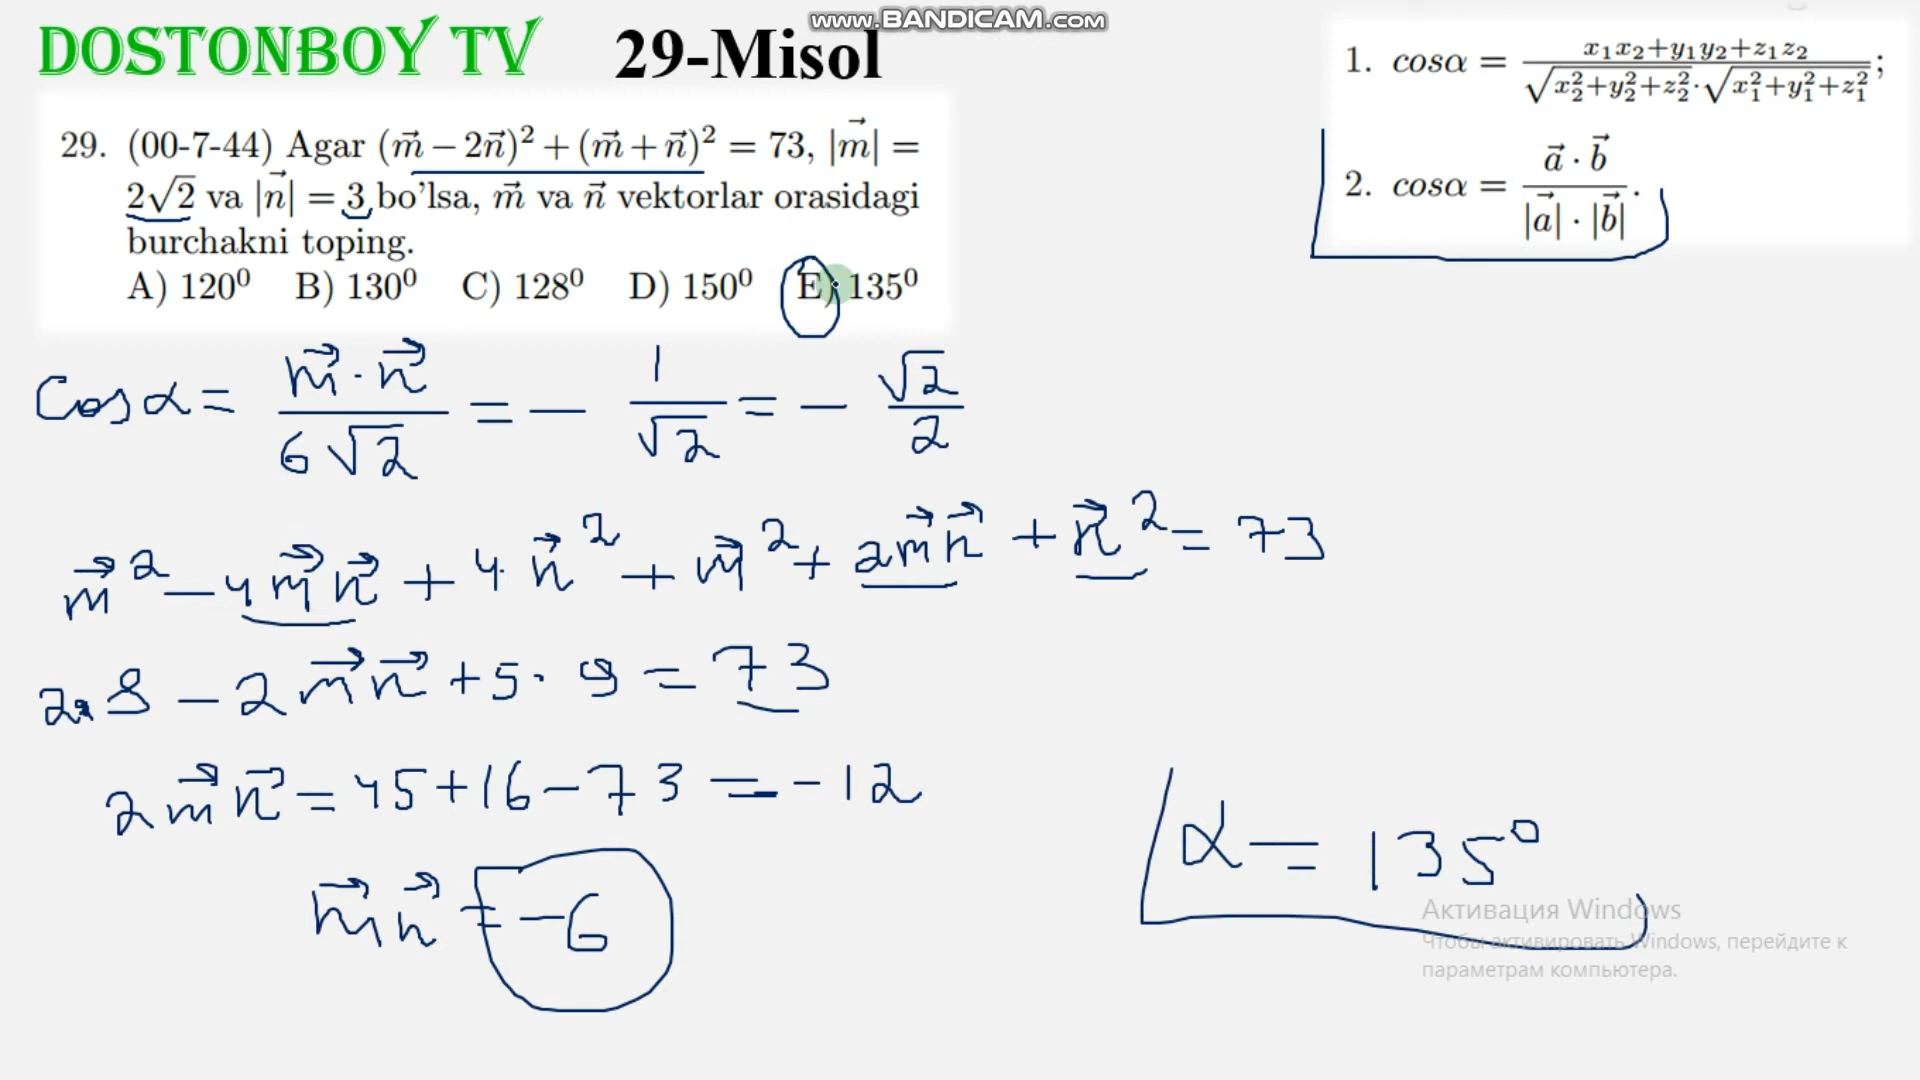 www.BANDICAM.com
DOSTONBOY TV 29-Misol
29. (00-7-44) Agar (m⃗ − 2n⃗)² + (m⃗ + n⃗)² = 73, |m⃗| =
2√2 va |n⃗| = 3 bo'lsa, m⃗ va n⃗ vektorlar orasidagi
burchakni toping.
A) 120⁰ B) 130⁰ C) 128⁰ D) 150⁰ E) 135⁰
1. cosα = (x₁x₂+y₁y₂+z₁z₂)/(√(x₂²+y₂²+z₂²)·√(x₁²+y₁²+z₁²));
2. cosα = (a⃗ · b⃗)/(|a⃗| · |b⃗|).
Cosα = (m⃗ · n⃗)/(6√2) = − 1/√2 = − √2/2
m⃗² − 4m⃗n⃗ + 4·n⃗² + m⃗² + 2m⃗n⃗ + n⃗² = 73
2·8 − 2m⃗n⃗ + 5·9 = 73
2m⃗n⃗ = 45+16−73 = −12
m⃗n⃗ = −6
α = 135⁰
Активация Windows
Чтобы активировать Windows, перейдите к
параметрам компьютера.